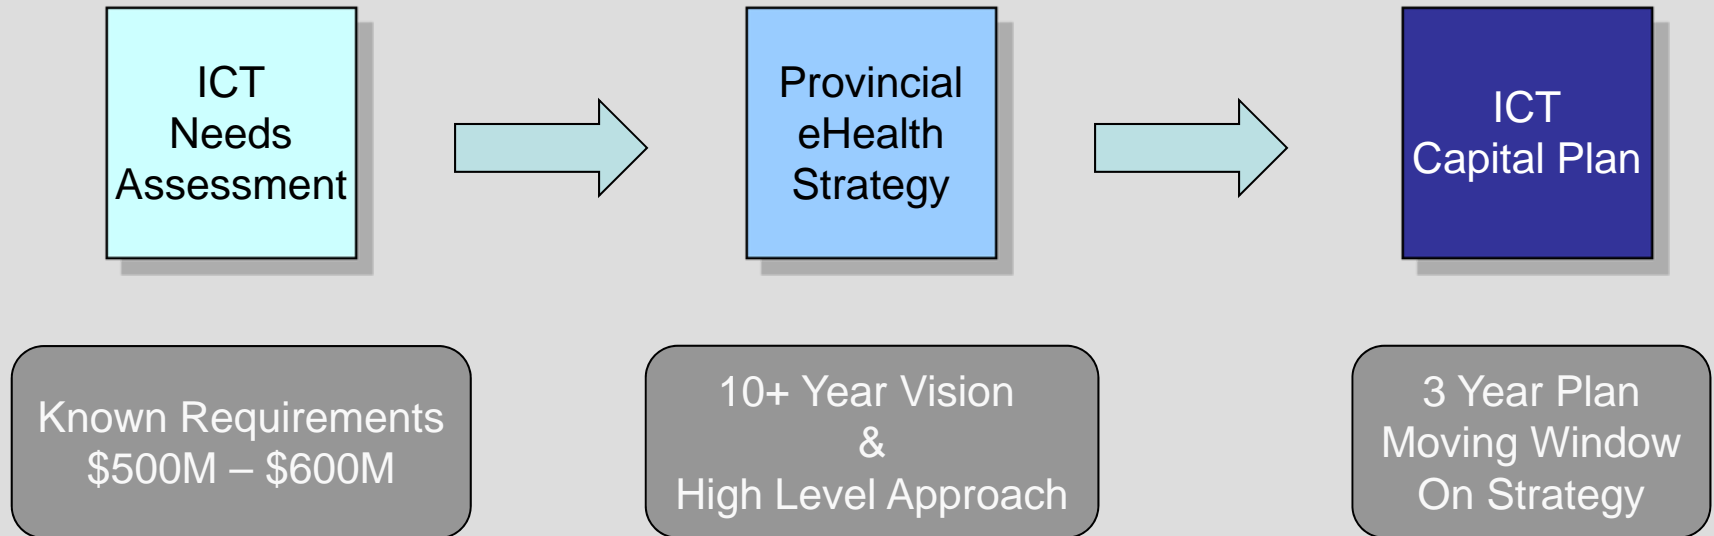 ICT
Needs
Assessment
Provincial
eHealth
Strategy
ICT
Capital Plan
Known Requirements
$500M – $600M
10+ Year Vision
&
High Level Approach
3 Year Plan
Moving Window
On Strategy